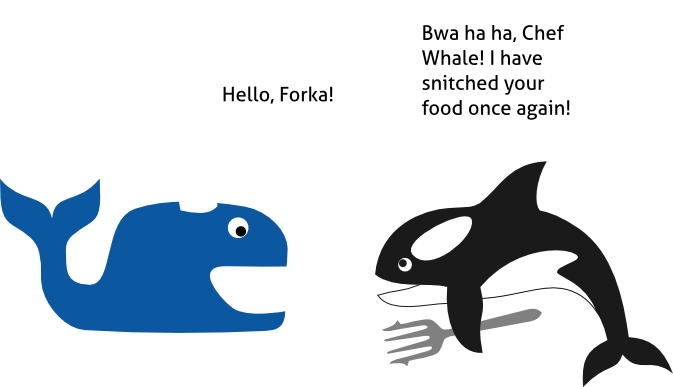 Hello, Forka!
Bwa ha ha, Chef
Whale! I have
snitched your
food once again!